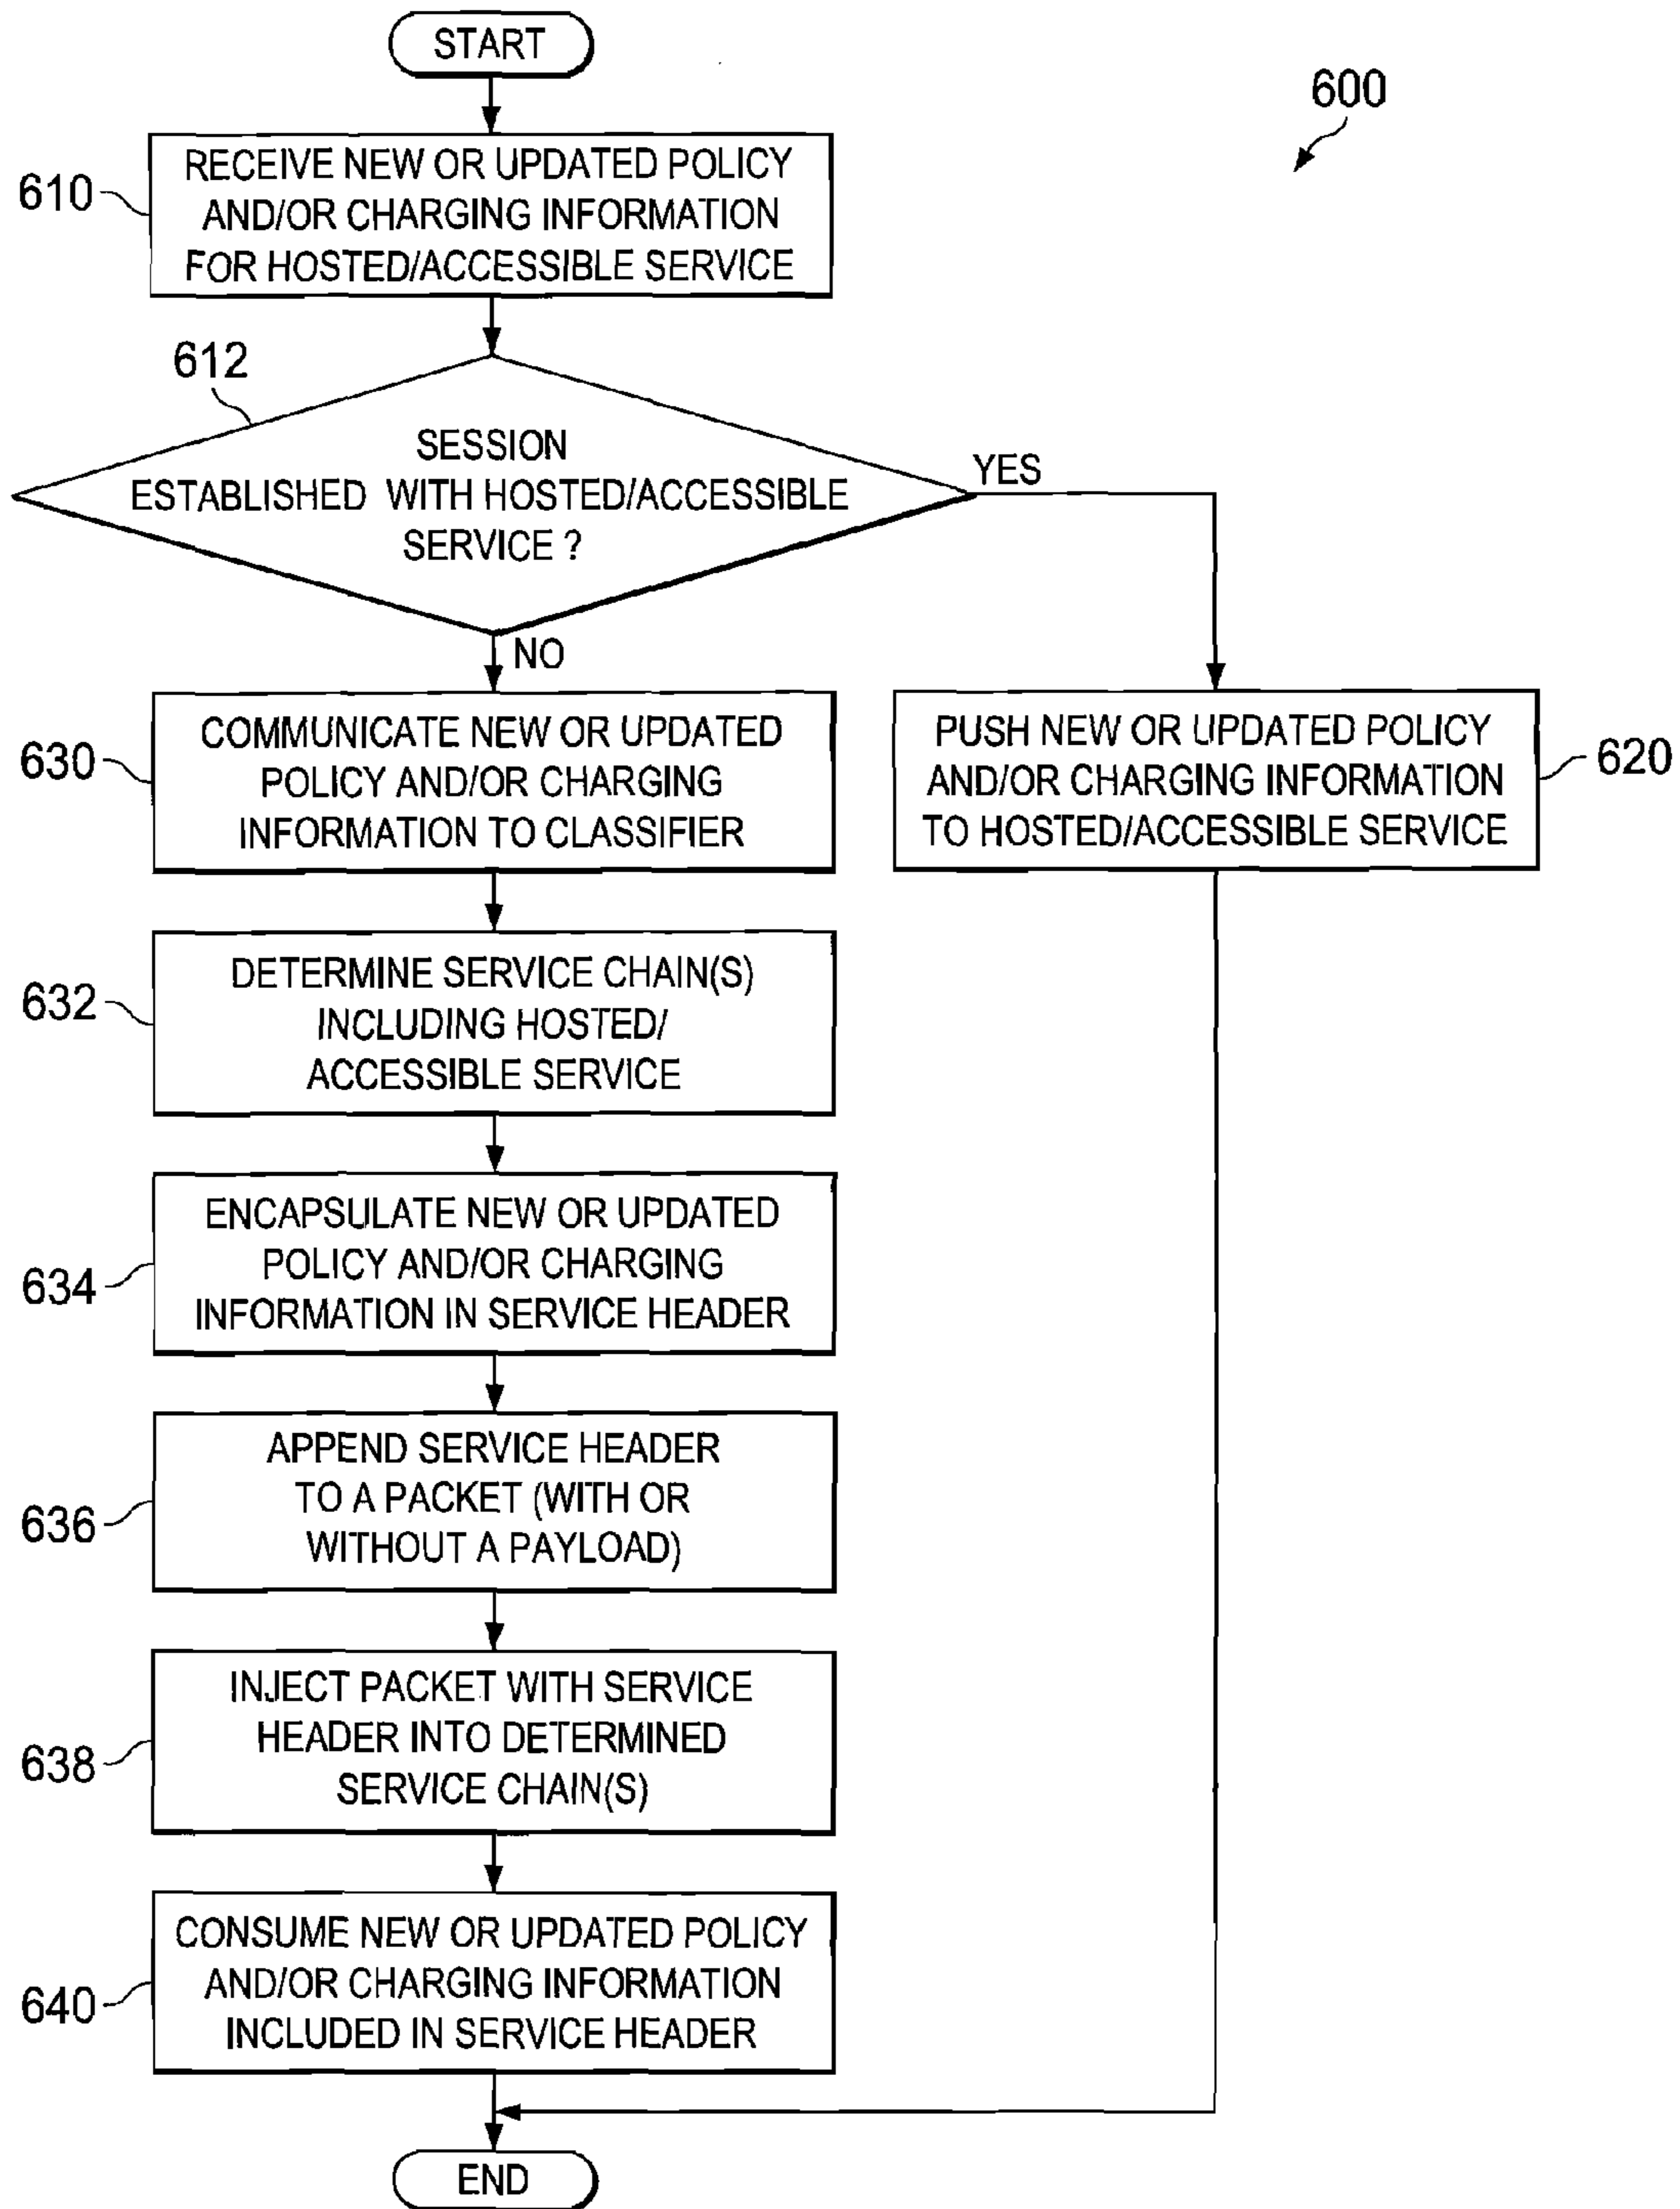 START
600
610
RECEIVE NEW OR UPDATED POLICY
AND/OR CHARGING INFORMATION
FOR HOSTED/ACCESSIBLE SERVICE
612
SESSION
ESTABLISHED WITH HOSTED/ACCESSIBLE
SERVICE ?
YES
NO
630
COMMUNICATE NEW OR UPDATED
POLICY AND/OR CHARGING
INFORMATION TO CLASSIFIER
PUSH NEW OR UPDATED POLICY
AND/OR CHARGING INFORMATION
TO HOSTED/ACCESSIBLE SERVICE
620
632
DETERMINE SERVICE CHAIN(S)
INCLUDING HOSTED/
ACCESSIBLE SERVICE
634
ENCAPSULATE NEW OR UPDATED
POLICY AND/OR CHARGING
INFORMATION IN SERVICE HEADER
636
APPEND SERVICE HEADER
TO A PACKET (WITH OR
WITHOUT A PAYLOAD)
638
INJECT PACKET WITH SERVICE
HEADER INTO DETERMINED
SERVICE CHAIN(S)
640
CONSUME NEW OR UPDATED POLICY
AND/OR CHARGING INFORMATION
INCLUDED IN SERVICE HEADER
END